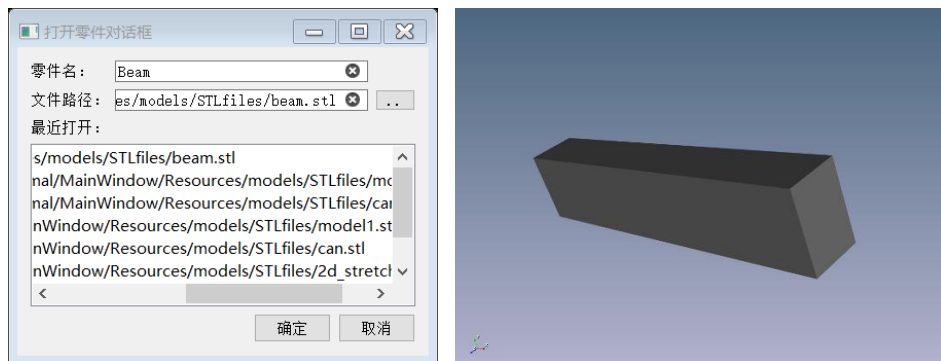 打开零件对话框
零件名： Beam
文件路径： es/models/STLfiles/beam.stl ..
最近打开：
s/models/STLfiles/beam.stl
nal/MainWindow/Resources/models/STLfiles/mo
nal/MainWindow/Resources/models/STLfiles/can
nWindow/Resources/models/STLfiles/model1.st
nWindow/Resources/models/STLfiles/can.stl
nWindow/Resources/models/STLfiles/2d_stretch
确定 取消